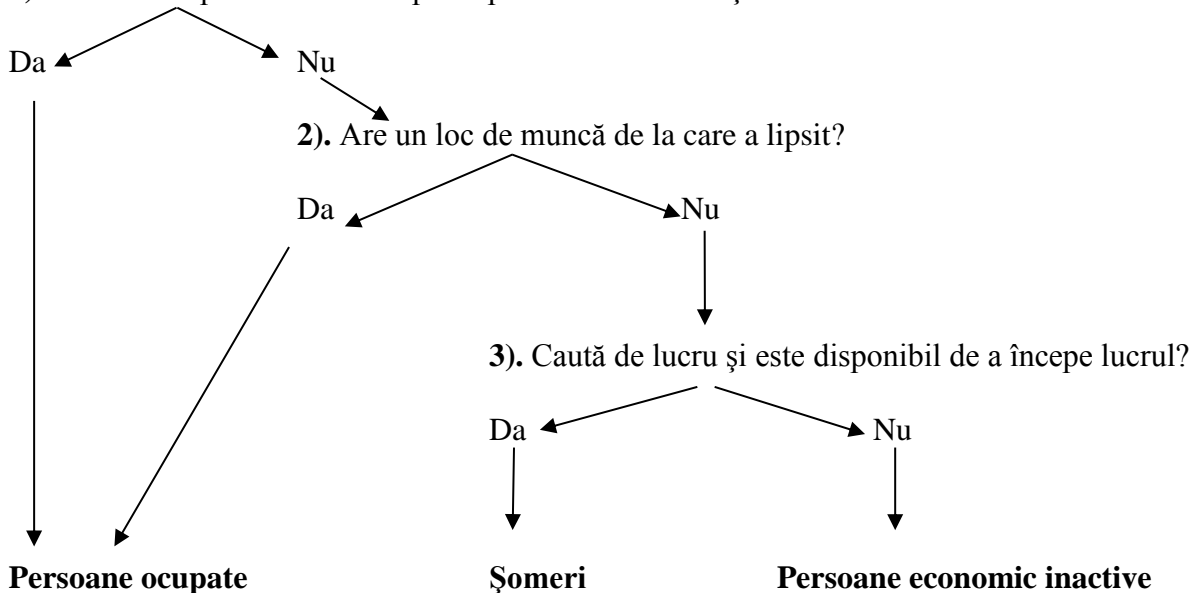 Da Nu
2). Are un loc de muncă de la care a lipsit?
Da Nu
3). Caută de lucru şi este disponibil de a începe lucrul?
Da Nu
Persoane ocupate Şomeri Persoane economic inactive